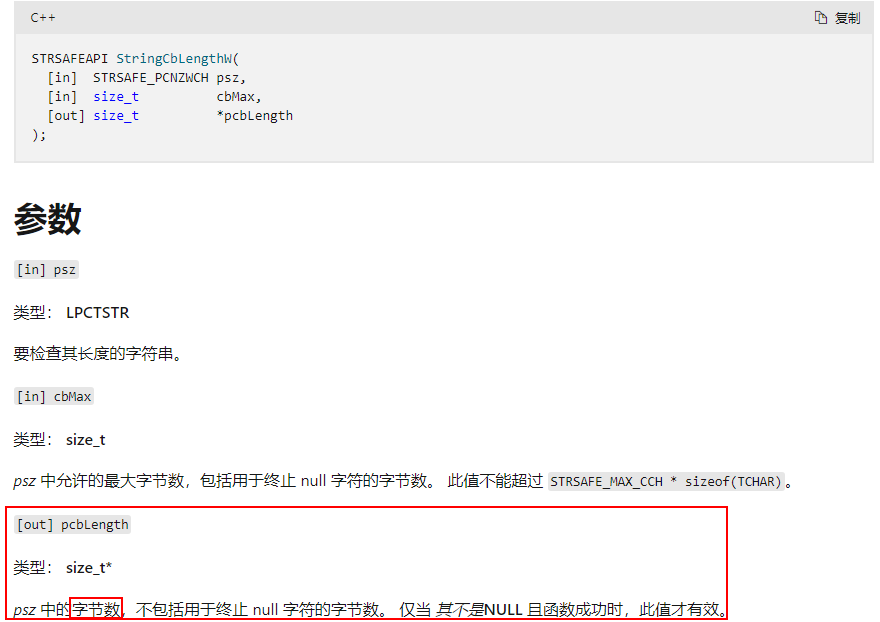 C++ 复制
STRSAFEAPI StringCbLengthW(
[in] STRSAFE_PCNZWCH psz,
[in] size_t cbMax,
[out] size_t *pcbLength
);
参数
[in] psz
类型： LPCTSTR
要检查其长度的字符串。
[in] cbMax
类型： size_t
psz 中允许的最大字节数，包括用于终止 null 字符的字节数。 此值不能超过 STRSAFE_MAX_CCH * sizeof(TCHAR)。
[out] pcbLength
类型： size_t*
psz 中的字节数，不包括用于终止 null 字符的字节数。 仅当 其不是NULL 且函数成功时，此值才有效。